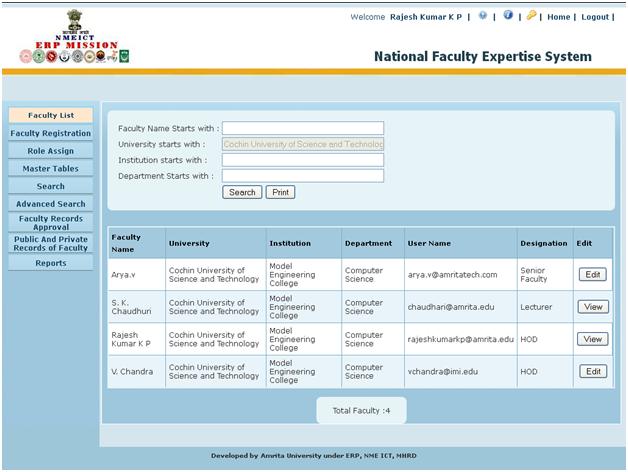 Welcome Rajesh Kumar K P | | | | Home | Logout |
NMEICT
ERP MISSION
National Faculty Expertise System
Faculty List
Faculty Registration
Role Assign
Master Tables
Search
Advanced Search
Faculty Records
Approval
Public And Private
Records of Faculty
Reports
Faculty Name Starts with :
University starts with : Cochin University of Science and Technolog
Institution starts with :
Department Starts with :
Search Print
Faculty Name University Institution Department User Name Designation Edit
Arya.v Cochin University of Science and Technology Model Engineering College Computer Science arya.v@amritatech.com Senior Faculty Edit
S. K. Chaudhuri Cochin University of Science and Technology Model Engineering College Computer Science chaudhari@amrita.edu Lecturer View
Rajesh Kumar K P Cochin University of Science and Technology Model Engineering College Computer Science rajeshkumarkp@amrita.edu HOD View
V. Chandra Cochin University of Science and Technology Model Engineering College Computer Science vchandra@imi.edu HOD Edit
Total Faculty :4
Developed by Amrita University under ERP, NME ICT, MHRD